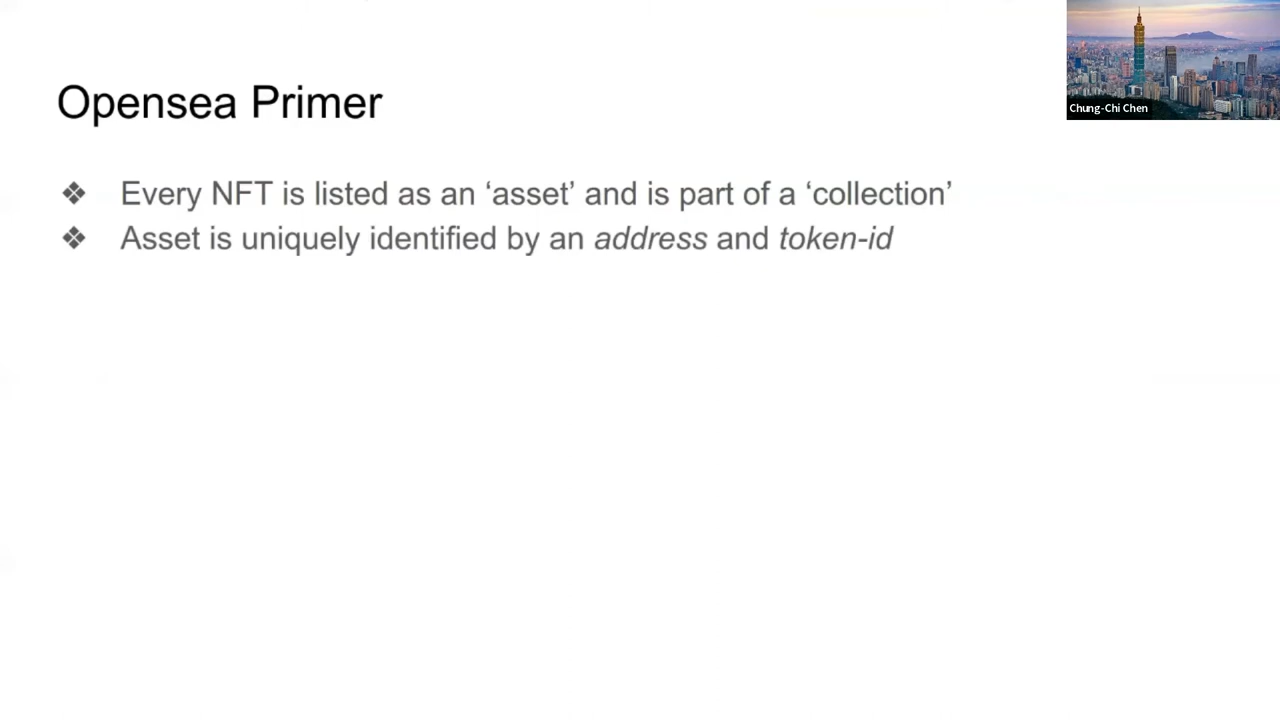 Opensea Primer
❖ Every NFT is listed as an ‘asset’ and is part of a ‘collection’
❖ Asset is uniquely identified by an address and token-id
Chung-Chi Chen